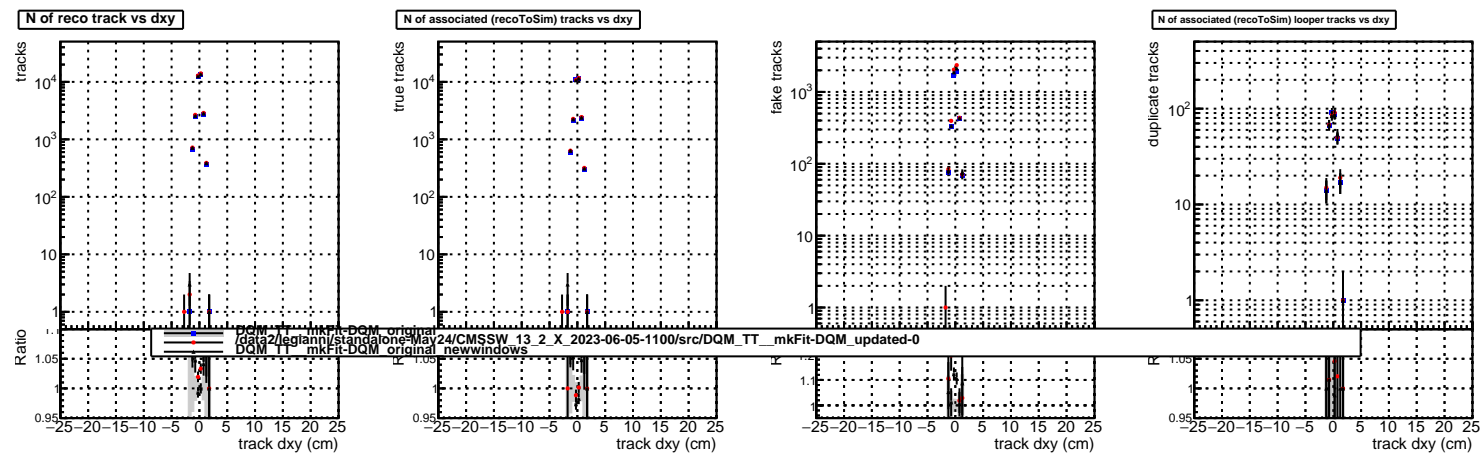 N of reco track vs dxy
tracks
10⁴
10³
10²
10
1
Ratio
1.05
1
0.95
−25 −20 −15 −10 −5 0 5 10 15 20 25
track dxy (cm)
N of associated (recoToSim) tracks vs dxy
true tracks
10⁴
10³
10²
10
1
1.05
1
0.95
−25 −20 −15 −10 −5 0 5 10 15 20 25
track dxy (cm)
fake tracks
10³
10²
10
1
1.1
1
−25 −20 −15 −10 −5 0 5 10 15 20 25
track dxy (cm)
N of associated (recoToSim) looper tracks vs dxy
duplicate tracks
10²
10
1
1.05
1
0.95
−25 −20 −15 −10 −5 0 5 10 15 20 25
track dxy (cm)
DQM_TT__mkFit-DQM_original
/data2/legianni/standalone-May24/CMSSW_13_2_X_2023-06-05-1100/src/DQM_TT__mkFit-DQM_updated-0
DQM_TT__mkFit-DQM_original_newwindows